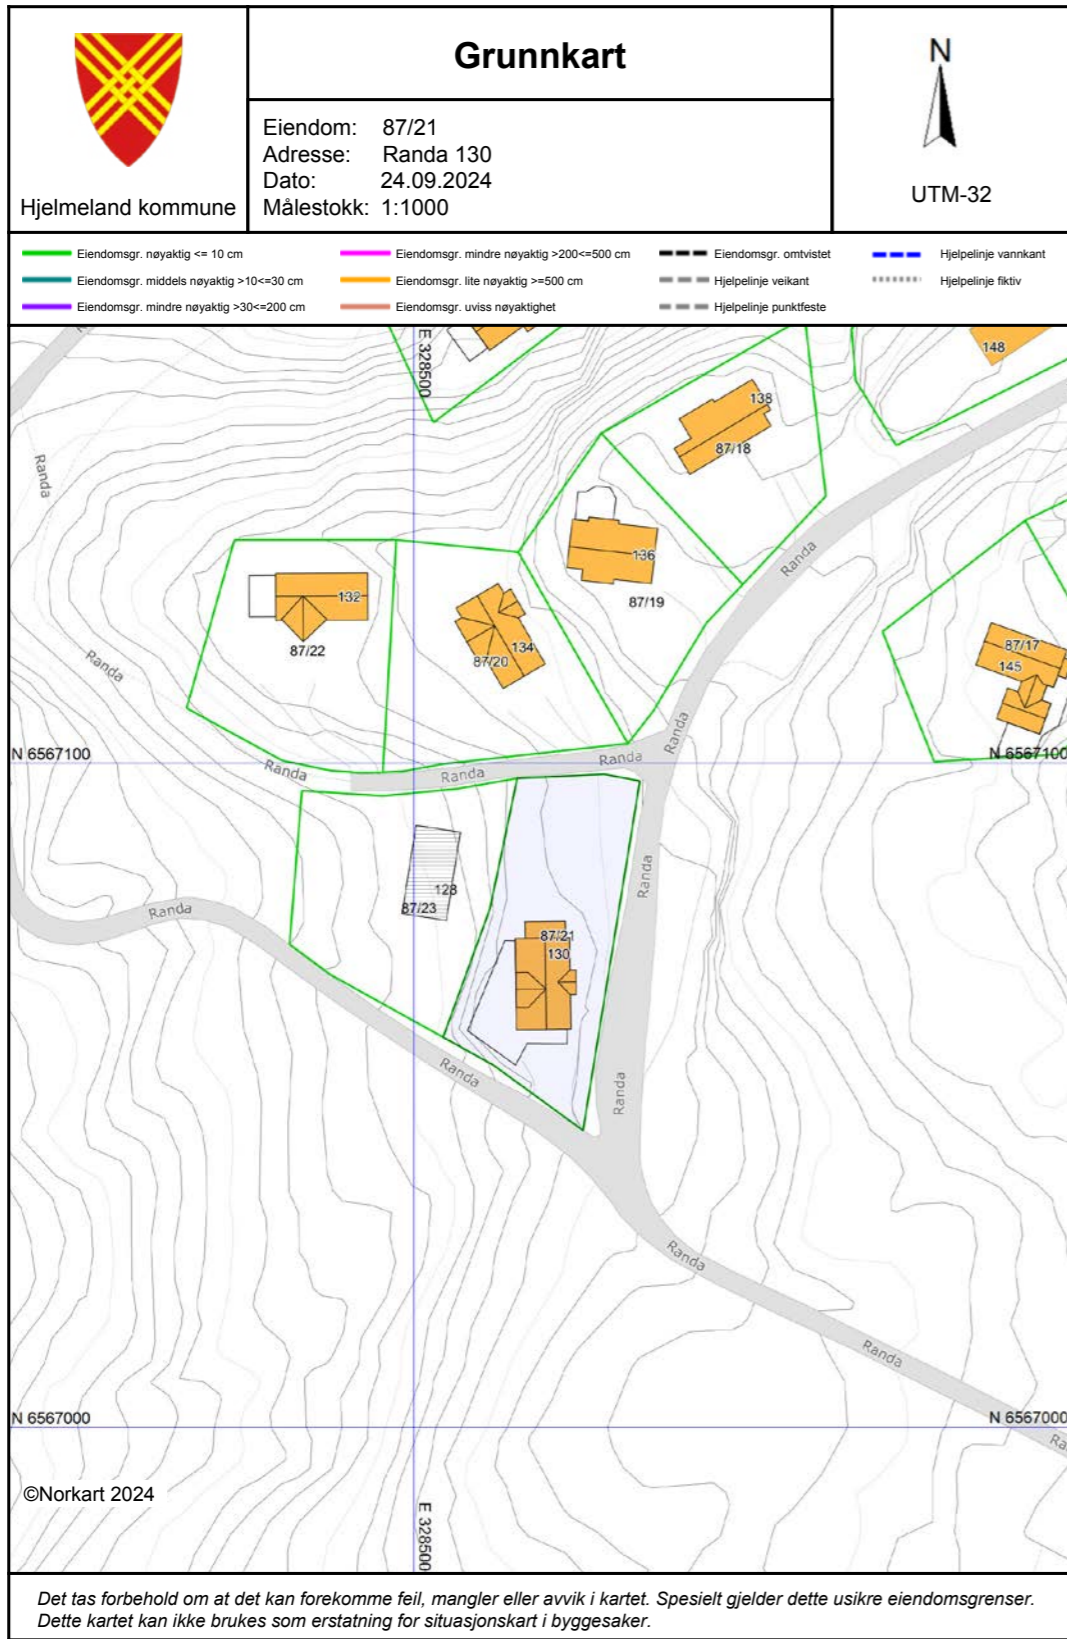 Grunnkart
Hjelmeland kommune
Eiendom: 87/21
Adresse: Randa 130
Dato: 24.09.2024
Målestokk: 1:1000
N
UTM-32
Eiendomsgr. nøyaktig <= 10 cm
Eiendomsgr. middels nøyaktig >10<=30 cm
Eiendomsgr. mindre nøyaktig >30<=200 cm
Eiendomsgr. mindre nøyaktig >200<=500 cm
Eiendomsgr. lite nøyaktig >=500 cm
Eiendomsgr. uviss nøyaktighet
Eiendomsgr. omtvistet
Hjelpelinje veikant
Hjelpelinje punktfeste
Hjelpelinje vannkant
Hjelpelinje fiktiv
E 328500
148
138
87/18
Randa
136
87/19
Randa
132
87/22
134
87/20
87/17
145
Randa
Randa
N 6567100
N 6567100
Randa
Randa
Randa
128
87/23
Randa
Randa
87/21
130
Randa
Randa
Randa
Randa
N 6567000
N 6567000
©Norkart 2024
E 328500
Det tas forbehold om at det kan forekomme feil, mangler eller avvik i kartet. Spesielt gjelder dette usikre eiendomsgrenser.
Dette kartet kan ikke brukes som erstatning for situasjonskart i byggesaker.